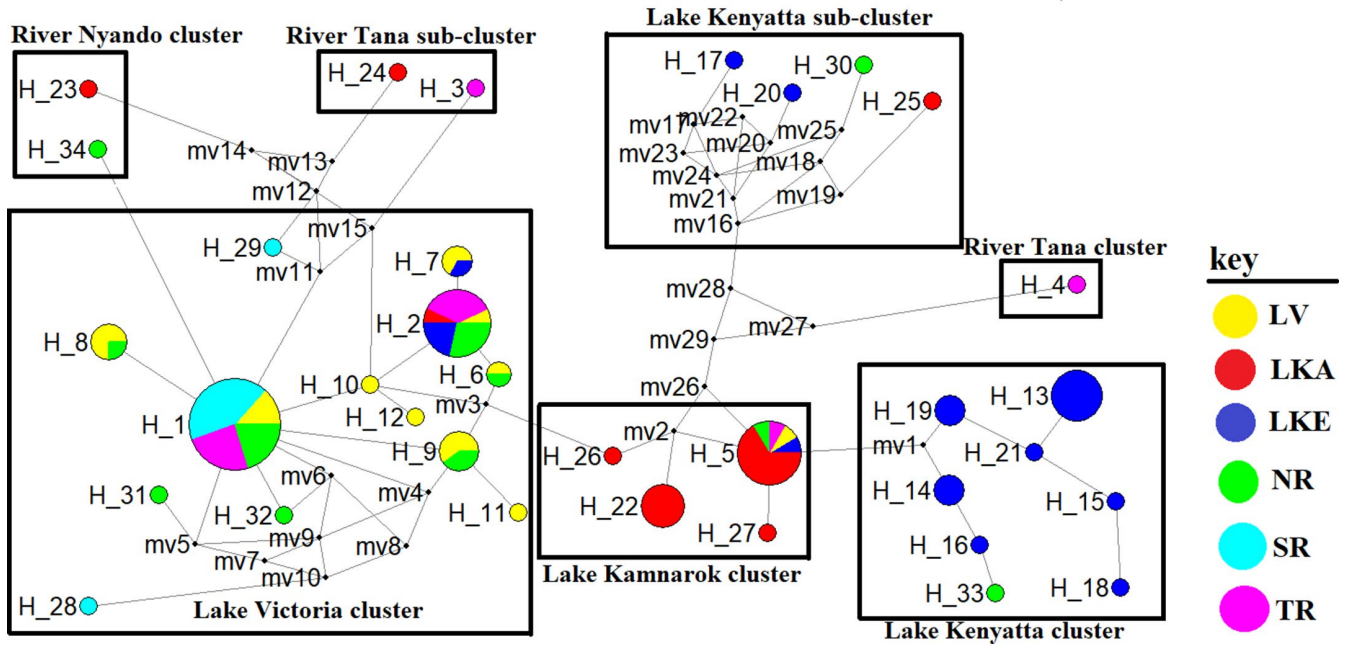 Lake Kenyatta sub-cluster
River Nyando cluster
River Tana sub-cluster
H_23
H_34
H_24
H_3
H_17
H_30
H_20
H_25
mv22
mv17
mv25
mv20
mv23
mv18
mv24
mv21
mv19
mv16
mv14
mv13
mv12
mv15
H_29
mv11
H_7
H_2
H_8
H_10
H_6
H_12
mv3
H_1
H_9
mv6
mv4
H_31
H_32
H_11
mv5
mv9
mv8
mv7
mv10
H_28
Lake Victoria cluster
mv28
mv27
mv29
mv26
River Tana cluster
H_4
mv2
H_26
H_5
H_22
H_27
Lake Kamnarok cluster
H_19
H_13
mv1
H_21
H_14
H_15
H_16
H_33
H_18
Lake Kenyatta cluster
key
LV
LKA
LKE
NR
SR
TR